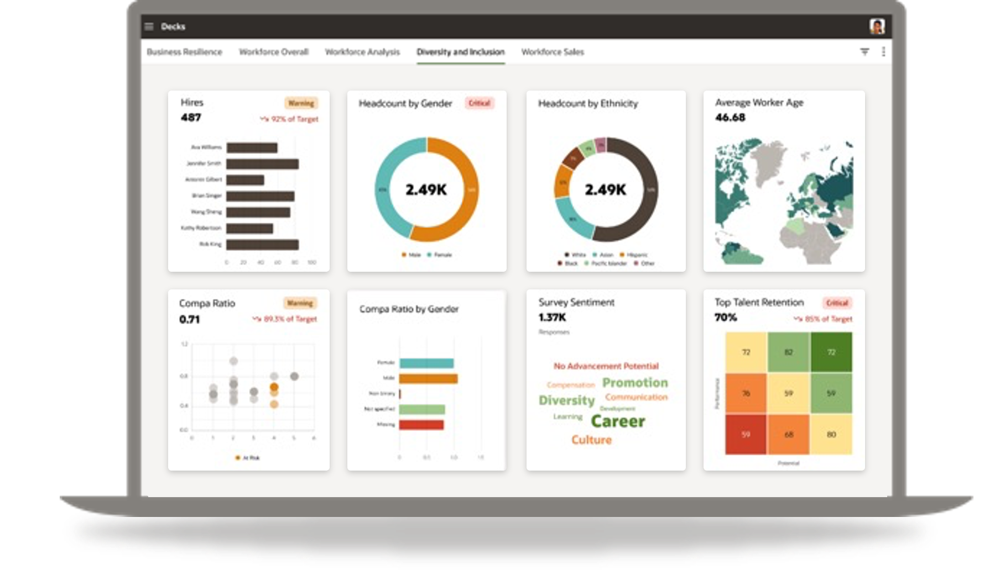 Decks
Business Resilience Workforce Overall Workforce Analysis Diversity and Inclusion Workforce Sales
Hires Warning
487 92% of Target
Ava Williams
Jennifer Smith
Antonin Gilbert
Brian Singer
Wang Sheng
Kathy Robertson
Rob King
0 20 40 60 80 100
Headcount by Gender Critical
2.49K
Male Female
Headcount by Ethnicity
2.49K
White Asian Hispanic
Black Pacific Islander Other
Average Worker Age
46.68
Compa Ratio Warning
0.71 89.3% of Target
1.2
0.8
0.4
0.0
0 1 2 3 4 5 6
At Risk
Compa Ratio by Gender
Female
Male
Non binary
Not specified
Missing
0 0.5 1.0 1.5
Survey Sentiment
1.37K
Responses
No Advancement Potential
Compensation Promotion
Diversity Communication
Development
Learning Career
Culture
Top Talent Retention Critical
70% 85% of Target
Performance
72 82 72
76 59 59
59 68 80
Potential